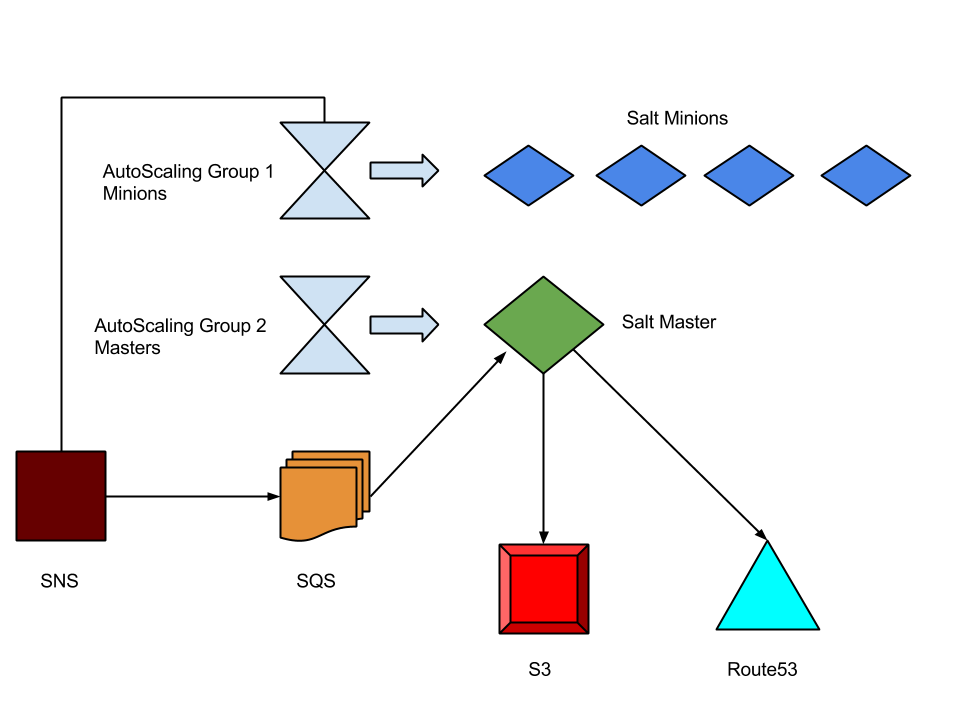 Salt Minions
AutoScaling Group 1
Minions
AutoScaling Group 2
Masters
Salt Master
SNS
SQS
S3
Route53